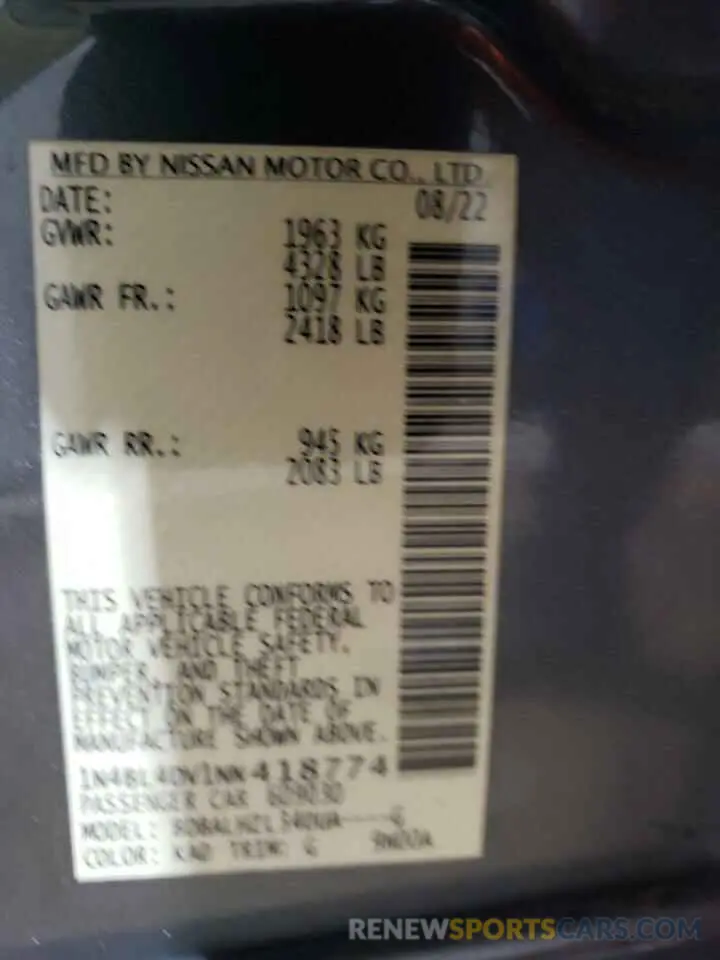 MFD BY NISSAN MOTOR CO., LTD.
DATE: 08/22
GVWR: 1963 KG
4328 LB
GAWR FR.: 1097 KG
2418 LB
GAWR RR.: 945 KG
2083 LB
THIS VEHICLE CONFORMS TO
ALL APPLICABLE FEDERAL
MOTOR VEHICLE SAFETY,
BUMPER, AND THEFT
PREVENTION STANDARDS IN
EFFECT ON THE DATE OF
MANUFACTURE SHOWN ABOVE.
1N4BL4DV1NN418774
PASSENGER CAR
MODEL:
COLOR: KAD TRIM: G
RENEWSPORTSCARS.COM